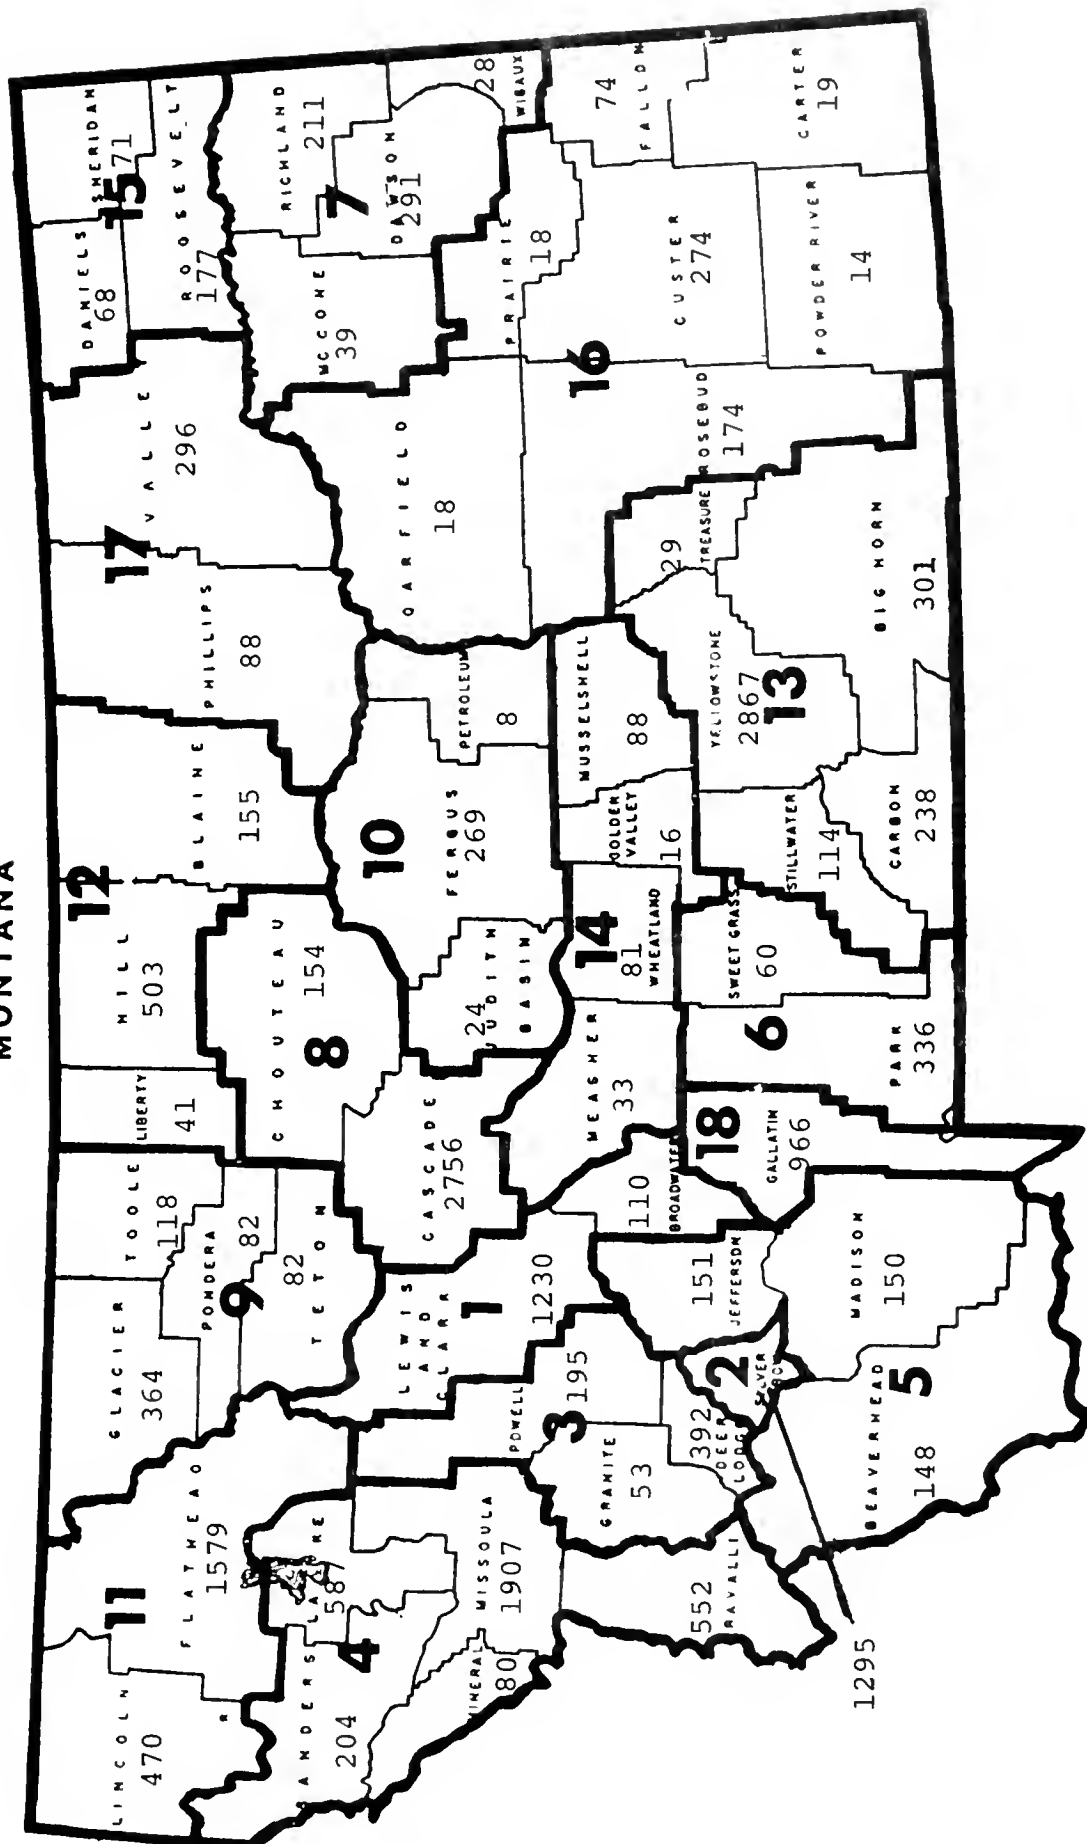 MONTANA
LINCOLN
470
11
FLATHEAD
1579
GLACIER
364
TOOLE
118
PONDERA
82
9
82
TETON
LIBERTY
41
HILL
503
12
BLAINE
155
PHILLIPS
88
17
VALLE
296
DANIELS
68
SHERIDAN
71
15
ROOSEVELT
177
RICHLAND
211
7
MCCONE
39
DAWSON
291
28
WIBAUX
SANDERS
204
4
LAKE
587
MINERAL
80
MISSOULA
1907
POWELL
195
3
GRANITE
53
LEWIS
AND
CLARK
1
1230
CASCADE
2756
CHOUTEAU
154
8
24
JUDITH
BASIN
10
FERGUS
269
PETROLEUM
8
GARFIELD
18
PRAIRIE
18
74
FALLON
16
CUSTER
274
CARTER
19
POWDER RIVER
14
ROSEBUD
174
29
TREASURE
MUSSELSHELL
88
GOLDEN
VALLEY
16
14
81
WHEATLAND
MEAGHER
33
110
BROADWATER
151
JEFFERSON
392
DEER
LODGE
2
SILVER
BOW
552
RAVALLI
1295
BEAVERHEAD
148
5
MADISON
150
18
GALLATIN
966
6
PARK
336
SWEET GRASS
60
STILLWATER
114
CARBON
238
YELLOWSTONE
2867
13
BIG HORN
301